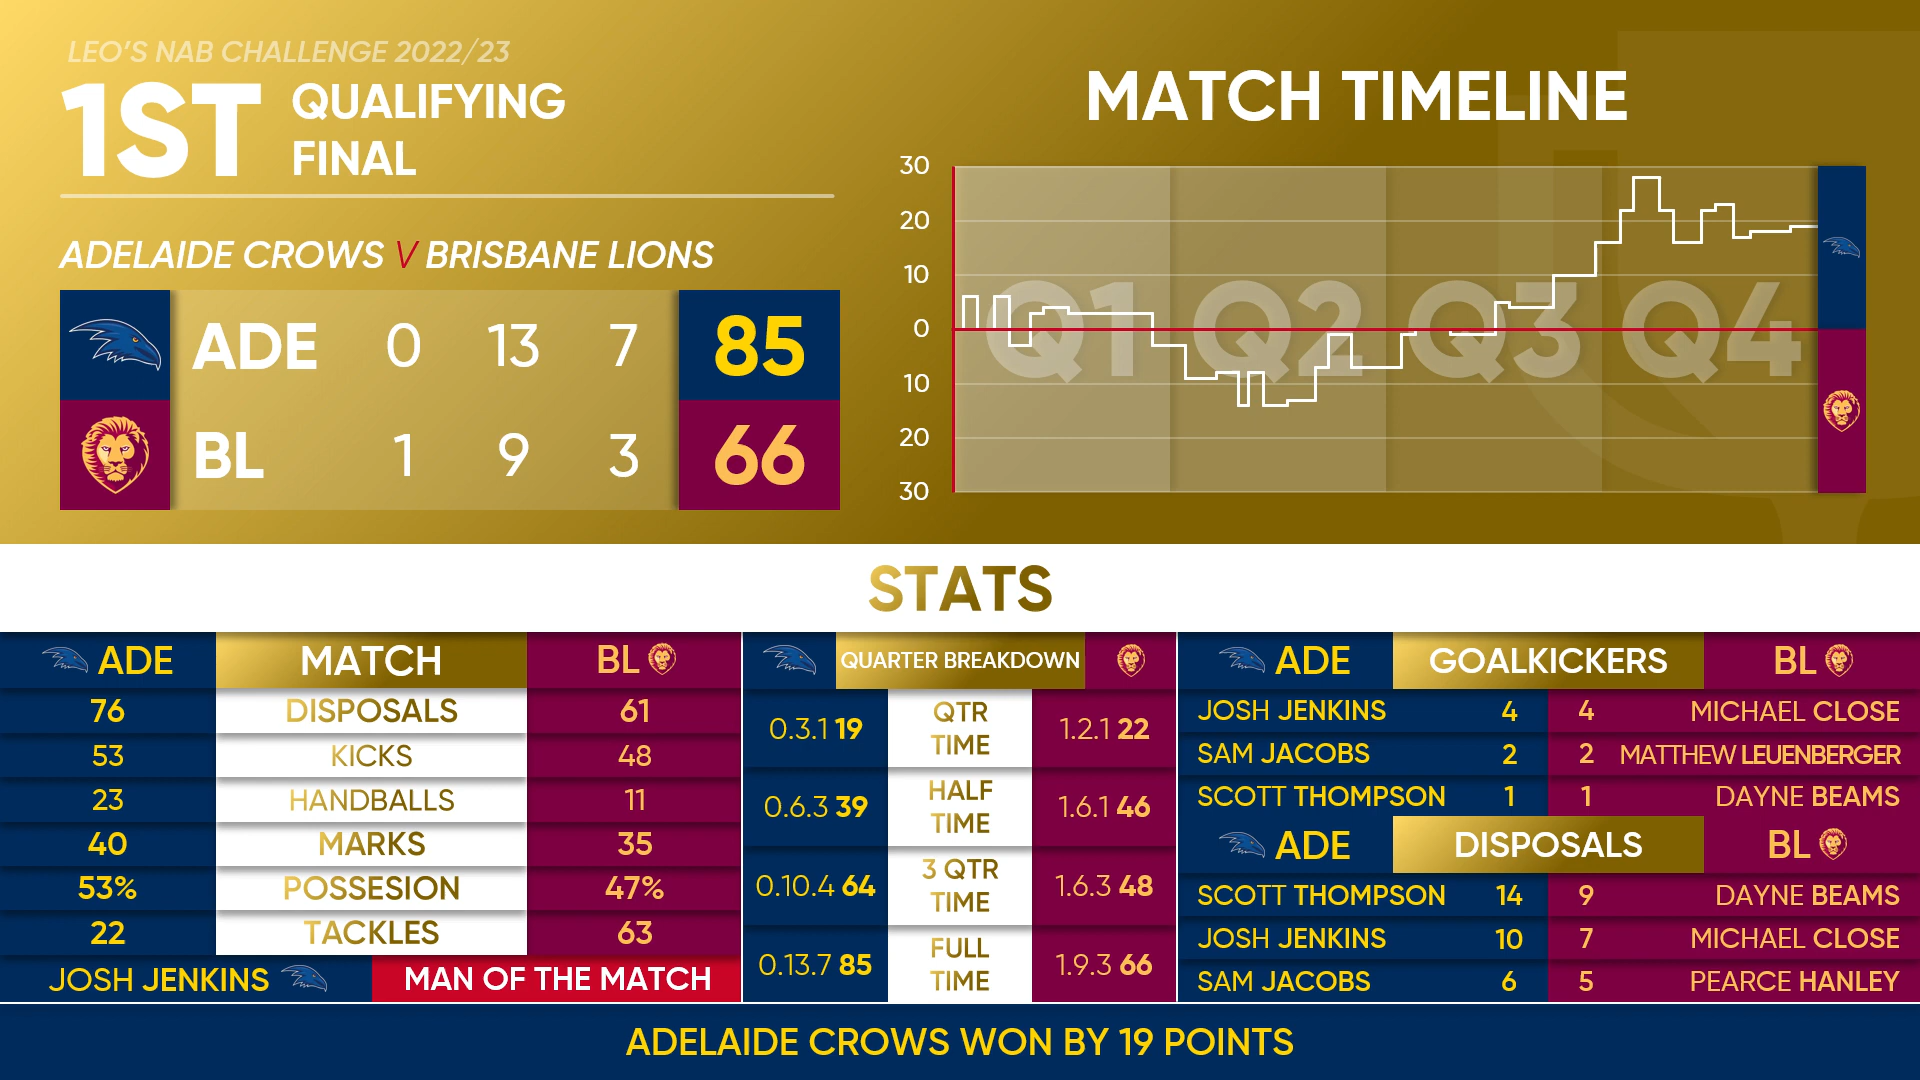 LEO'S NAB CHALLENGE 2022/23
1ST QUALIFYING
FINAL
ADELAIDE CROWS V BRISBANE LIONS
ADE 0 13 7 85
BL 1 9 3 66
MATCH TIMELINE
30
20
10
0
10
20
30
Q1 Q2 Q3 Q4
STATS
ADE MATCH BL
76 DISPOSALS 61
53 KICKS 48
23 HANDBALLS 11
40 MARKS 35
53% POSSESION 47%
22 TACKLES 63
JOSH JENKINS MAN OF THE MATCH
QUARTER BREAKDOWN
0.3.1 19 QTR TIME 1.2.1 22
0.6.3 39 HALF TIME 1.6.1 46
0.10.4 64 3 QTR TIME 1.6.3 48
0.13.7 85 FULL TIME 1.9.3 66
ADE GOALKICKERS BL
JOSH JENKINS 4 4 MICHAEL CLOSE
SAM JACOBS 2 2 MATTHEW LEUENBERGER
SCOTT THOMPSON 1 1 DAYNE BEAMS
ADE DISPOSALS BL
SCOTT THOMPSON 14 9 DAYNE BEAMS
JOSH JENKINS 10 7 MICHAEL CLOSE
SAM JACOBS 6 5 PEARCE HANLEY
ADELAIDE CROWS WON BY 19 POINTS